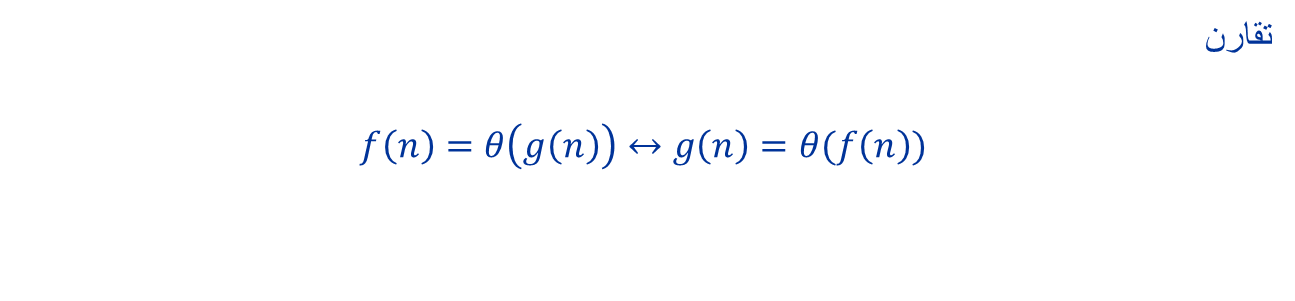 تقارن
f(n) = θ(g(n)) ↔ g(n) = θ(f(n))